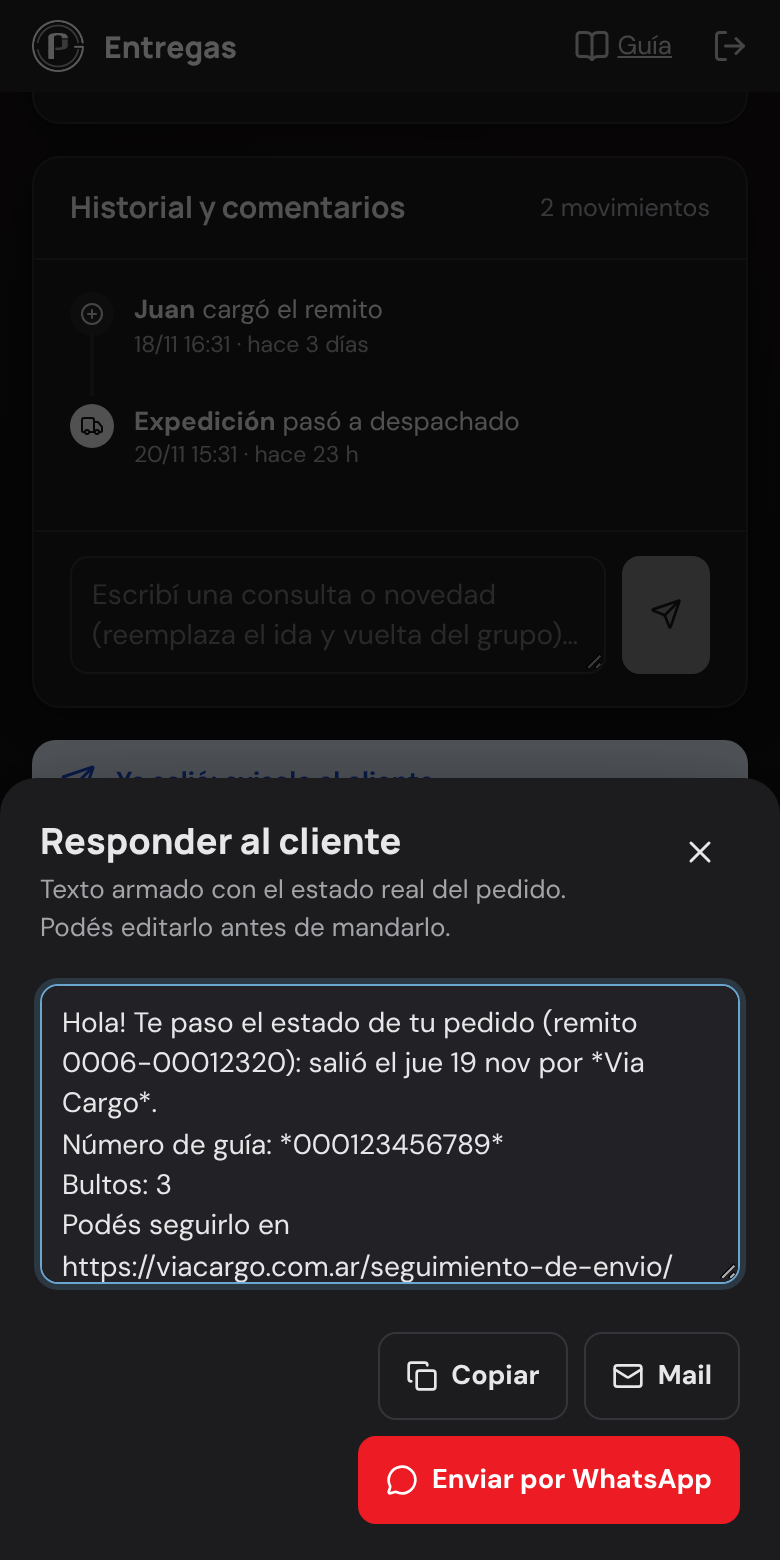 Entregas
Guía
Historial y comentarios
2 movimientos
Juan cargó el remito
18/11 16:31 · hace 3 días
Expedición pasó a despachado
20/11 15:31 · hace 23 h
Escribí una consulta o novedad
(reemplaza el ida y vuelta del grupo)...
Responder al cliente
Texto armado con el estado real del pedido.
Podés editarlo antes de mandarlo.
Hola! Te paso el estado de tu pedido (remito
0006-00012320): salió el jue 19 nov por *Via
Cargo*.
Número de guía: *000123456789*
Bultos: 3
Podés seguirlo en
https://viacargo.com.ar/seguimiento-de-envio/
Copiar
Mail
Enviar por WhatsApp